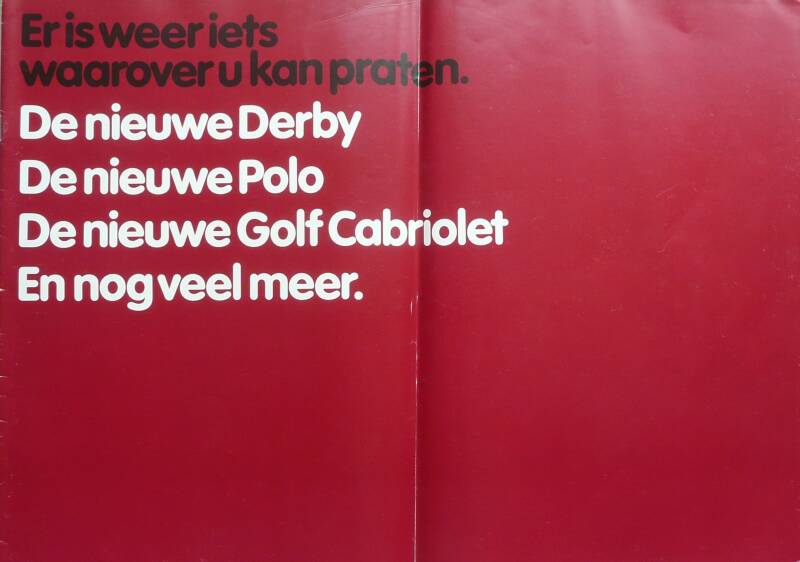 Er is weer iets
waarover u kan praten.
De nieuwe Derby
De nieuwe Polo
De nieuwe Golf Cabriolet
En nog veel meer.